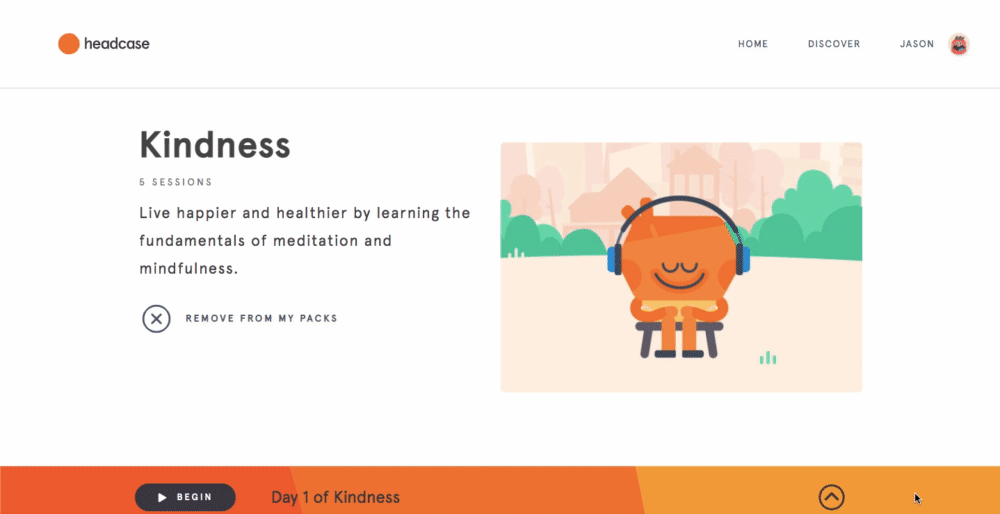 headcase
HOME
DISCOVER
JASON
Kindness
5 SESSIONS
Live happier and healthier by learning the
fundamentals of meditation and
mindfulness.
REMOVE FROM MY PACKS
BEGIN
Day 1 of Kindness